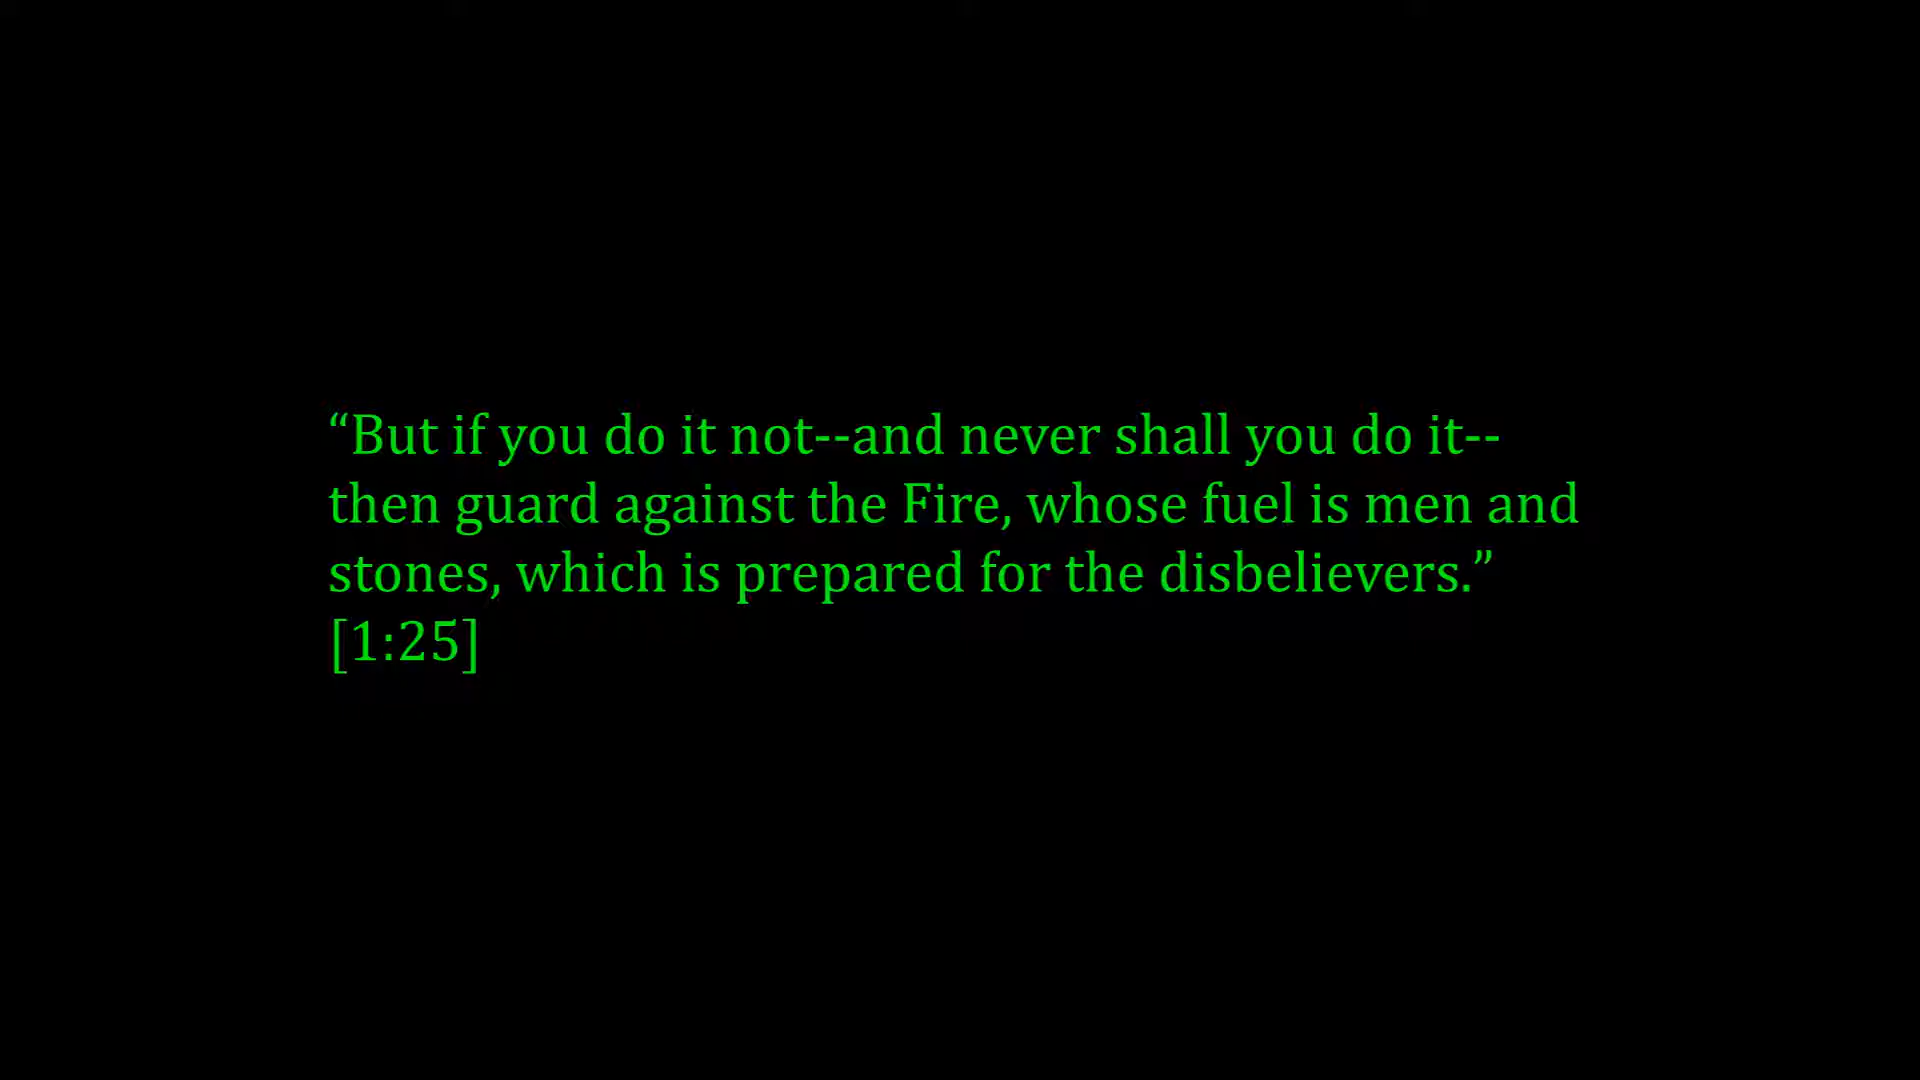 “But if you do it not--and never shall you do it--
then guard against the Fire, whose fuel is men and
stones, which is prepared for the disbelievers.”
[1:25]